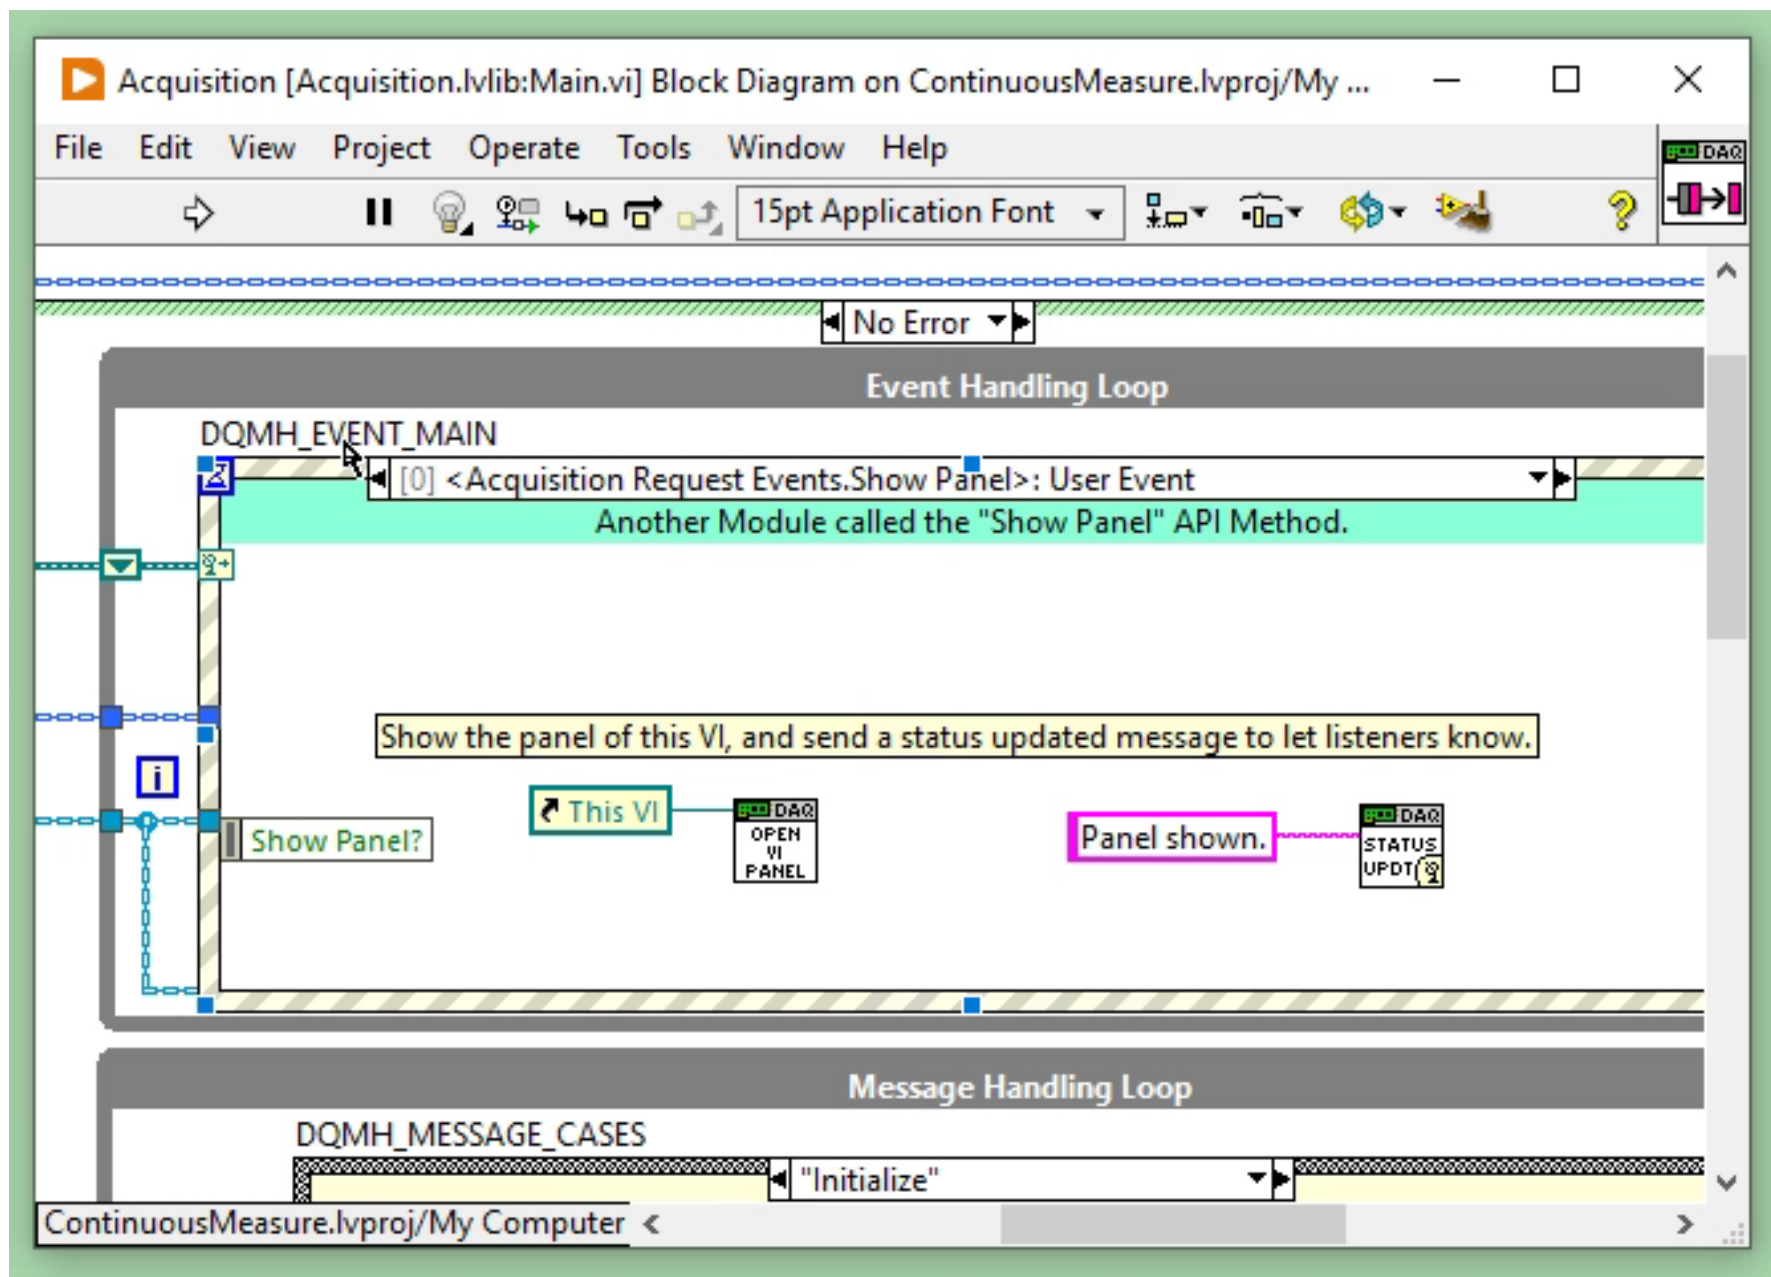 Acquisition [Acquisition.lvlib:Main.vi] Block Diagram on ContinuousMeasure.lvproj/My ...
File Edit View Project Operate Tools Window Help
DAQ
15pt Application Font
No Error
Event Handling Loop
DQMH_EVENT_MAIN
[0] <Acquisition Request Events.Show Panel>: User Event
Another Module called the "Show Panel" API Method.
Show the panel of this VI, and send a status updated message to let listeners know.
i
This VI
DAQ
OPEN
VI
PANEL
Show Panel?
Panel shown.
DAQ
STATUS
UPDT
Message Handling Loop
DQMH_MESSAGE_CASES
"Initialize"
ContinuousMeasure.lvproj/My Computer